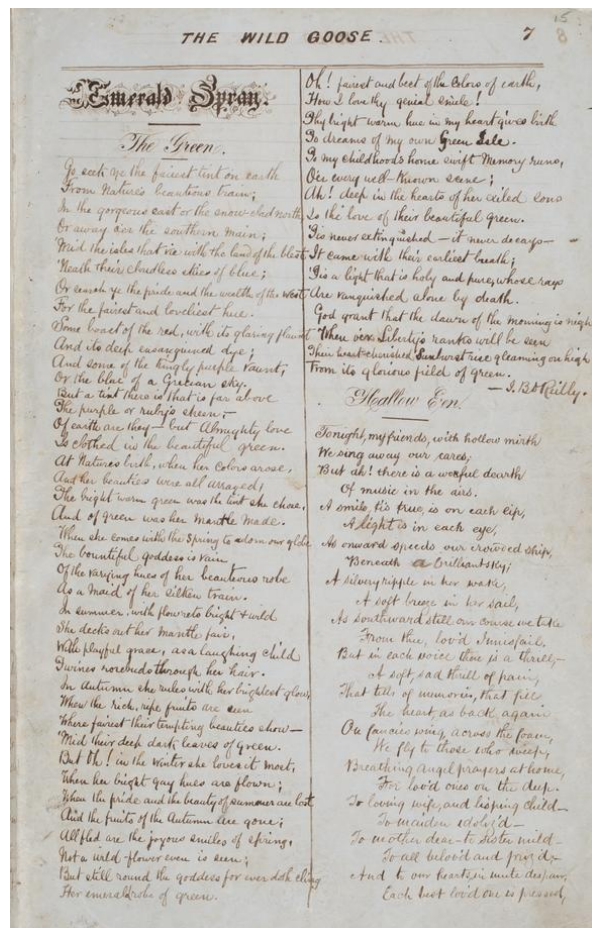 THE WILD GOOSE.
7
15
8
Emerald Spray.
The Green.
Go seek ye the fairest tint on earth
From Nature's beauteous train;
In the gorgeous east or the snow-clad north
Or away o'er the southern main;
'Mid the isles that vie with the land of the blest
'Neath their cloudless skies of blue;
Or search ye the pride and the wealth of the west
For the fairest and loveliest hue.
Some boast of the red, with its glaring flaunt
And its deep ensanguined dye;
And some of the kingly purple vaunt,
Or the blue of a Grecian sky.
But a tint there is that is far above
The purple or ruby's sheen;—
Of earth are they — but Almighty love
Is clothed in the beautiful green.
At Nature's birth, when her colors arose,
And her beauties were all arrayed,
The bright warm green was the tint she chose,
And of green was her Mantle made.
When she comes with the Spring to adorn our globe
The bountiful goddess is vain
Of the varying hues of her beauteous robe
As a maid of her silken train.
In summer, with flowrets bright & wild
She decks out her mantle fair,
With playful grace, as a laughing child
Twines rosebuds through her hair.
In Autumn she rules with her brightest glow,
When the rich, ripe fruits are seen
Where fairest their tempting beauties show—
'Mid their deep dark leaves of green.
But Oh! in the winter she loves it most,
When her bright gay hues are flown;
When the pride and the beauty of summer are lost
And the fruits of the Autumn are gone;
All fled are the joyous smiles of spring,
Not a wild-flower even is seen;
But still round the goddess for ever doth cling
Her emerald robe of green.
Oh! fairest and best of the Colors of earth,
How I love thy genial smile!
Thy bright warm hue in my heart gives birth
To dreams of my own Green Isle.
To my childhood's home swift Memory runs,
O'er every well-known scene;
Ah! deep in the hearts of her exiled sons
Is the love of their beautiful green.
'Tis never extinguished — it never decays—
It came with their earliest breath;
'Tis a light that is holy and pure, whose rays
Are vanquished alone by death.
God grant that the dawn of the morning is nigh
When in Liberty's ranks will be seen
Their heart-cherished Sunburst rise gleaming on high
From its glorious field of green.
— J. B. O'Reilly.
Hallow E'en.
Tonight, my friends, with hollow mirth
We sing away our cares;
But ah! there is a woeful dearth
Of music in the airs.
A smile, 'tis true, is on each lip,
A light is in each eye,
As onward speeds our crowded ship,
Beneath a brilliant sky;
A silvery ripple in her wake,
A soft breeze in her sail,
As southward still our course we take
From thee, lov'd Innisfail.
But in each voice there is a thrill,—
A soft, sad thrill of pain,
That tells of memories, that fill
The heart, as back again
On fancies wing, across the foam,
We fly to those who weep,
Breathing angel prayers at home,
For lov'd ones on the deep.
To loving wife, and lisping child—
To maiden
To mother dear—to Sister mild—
To all belov'd and
And to our hearts, in mute despair,
Each best lov'd one is pressed,